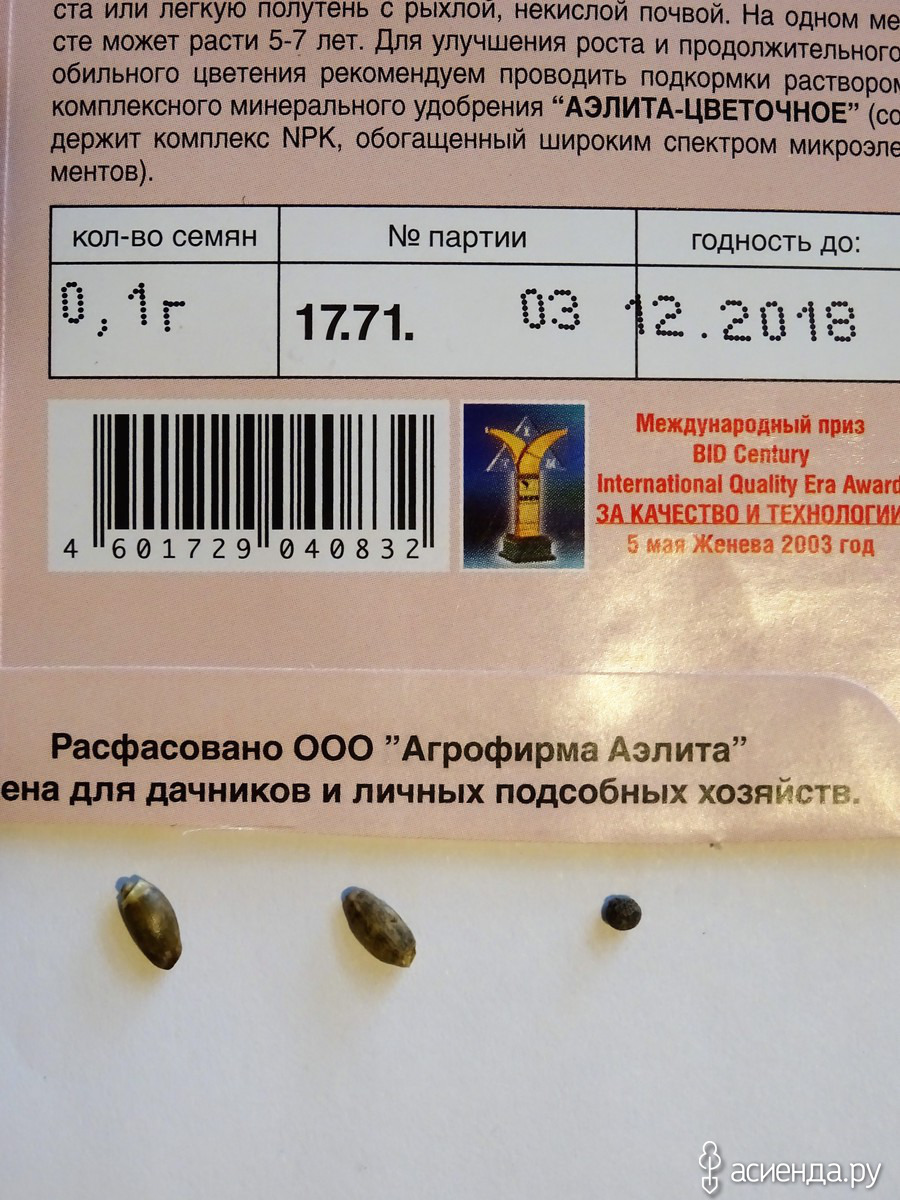 ста или легкую полутень с рыхлой, некислой почвой. На одном ме
сте может расти 5-7 лет. Для улучшения роста и продолжительного
обильного цветения рекомендуем проводить подкормки раствором
комплексного минерального удобрения “АЭЛИТА-ЦВЕТОЧНОЕ” (со
держит комплекс NPK, обогащенный широким спектром микроэле
ментов).
кол-во семян № партии годность до:
0,1г 17.71. 03 12.2018
4 601729 040832
Международный приз
BID Century
International Quality Era Award
ЗА КАЧЕСТВО И ТЕХНОЛОГИИ
5 мая Женева 2003 год
Расфасовано ООО ”Агрофирма Аэлита”
ена для дачников и личных подсобных хозяйств.
асиенда.ру